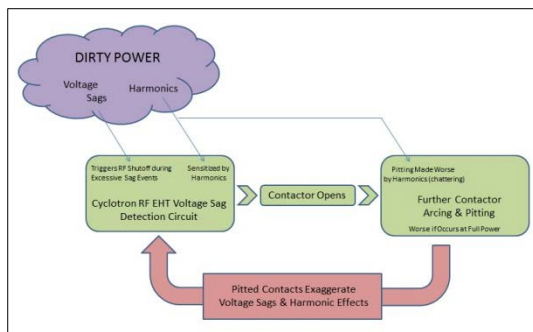 DIRTY POWER
Voltage
Sags
Harmonics
Triggers RF Shutoff during
Excessive Sag Events
Sensitized by
Harmonics
Cyclotron RF EHT Voltage Sag
Detection Circuit
Contactor Opens
Pitting Made Worse
by Harmonics (chattering)
Further Contactor
Arcing & Pitting
Worse if Occurs at Full Power
Pitted Contacts Exaggerate
Voltage Sags & Harmonic Effects